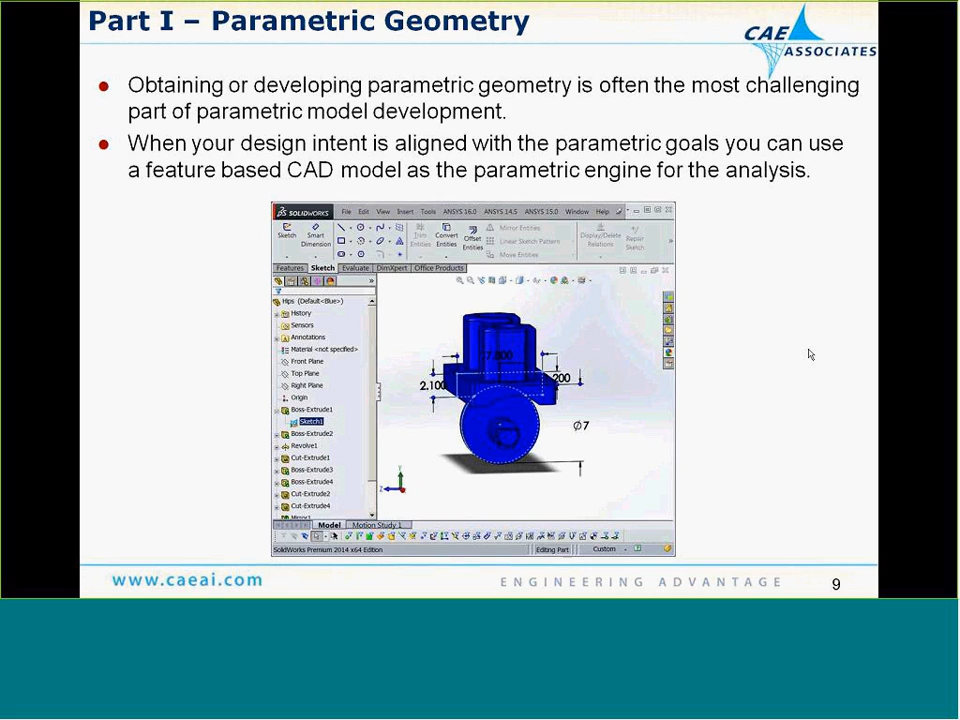 Part I – Parametric Geometry
CAE
ASSOCIATES
Obtaining or developing parametric geometry is often the most challenging
part of parametric model development.
When your design intent is aligned with the parametric goals you can use
a feature based CAD model as the parametric engine for the analysis.
SOLIDWORKS File Edit View Insert Tools ANSYS 16.0 ANSYS 14.5 ANSYS 15.0 Window Help
Sketch Smart Dimension Trim Entities Convert Entities Offset Entities Mirror Entities
Linear Sketch Pattern
Move Entities
Display/Delete Relations Repair Sketch
Features Sketch Evaluate DimXpert Office Products
Hips (Default<Blue>)
History
Sensors
Annotations
Material <not specified>
Front Plane
Top Plane
Right Plane
Origin
Boss-Extrude1
Sketch1
Boss-Extrude2
Revolve1
Cut-Extrude1
Boss-Extrude3
Boss-Extrude4
Cut-Extrude2
Cut-Extrude4
Mirror1
2.100
Ø7
Y
Z
Model Motion Study 1
SolidWorks Premium 2014 x64 Edition Editing Part Custom
www.caeai.com ENGINEERING ADVANTAGE 9